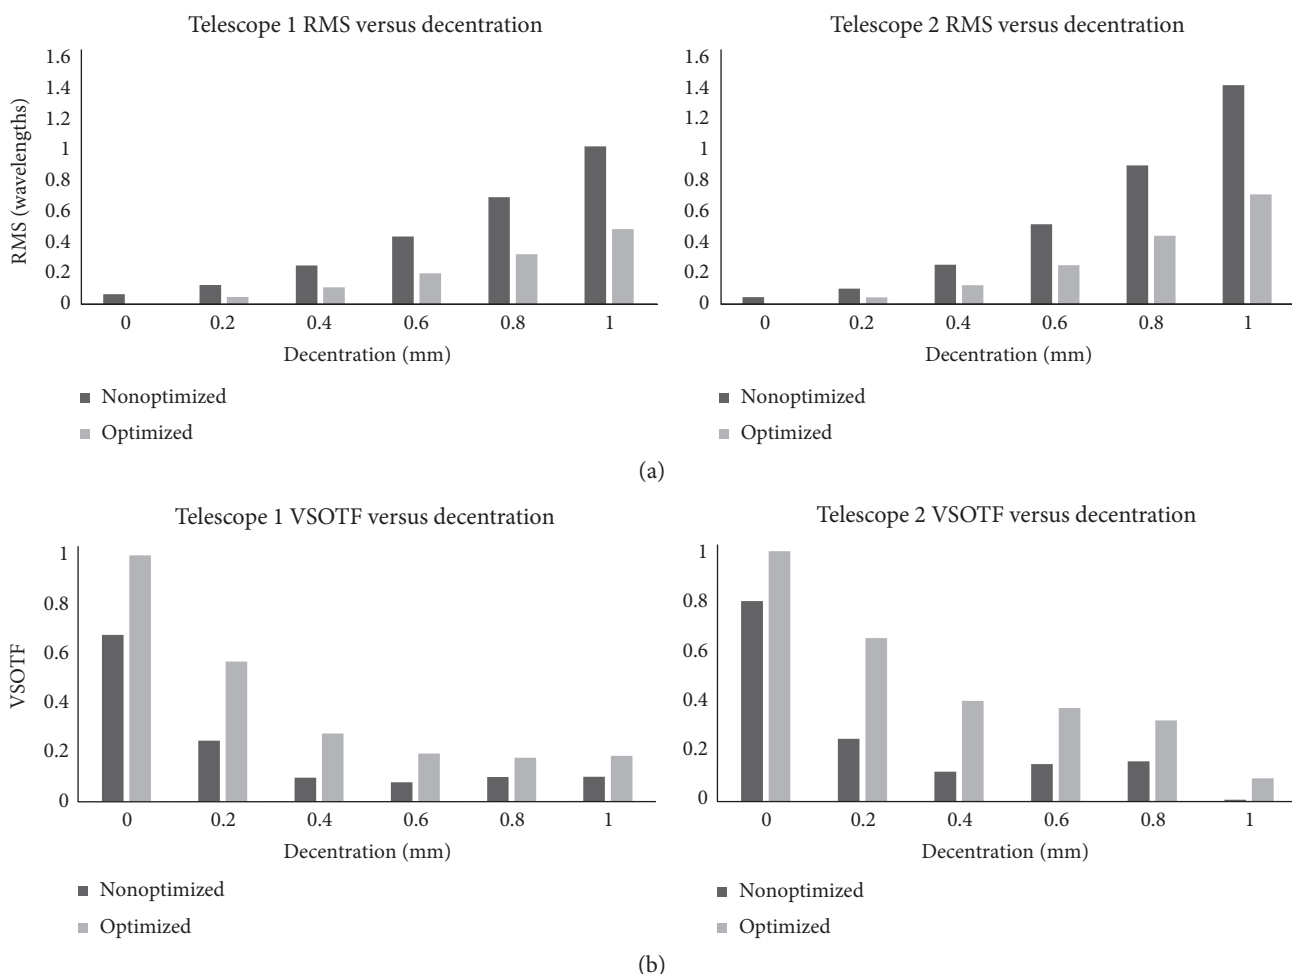 Telescope 1 RMS versus decentration
1.6
1.4
1.2
1
0.8
0.6
0.4
0.2
0
RMS (wavelengths)
0 0.2 0.4 0.6 0.8 1
Decentration (mm)
Nonoptimized
Optimized
Telescope 2 RMS versus decentration
1.6
1.4
1.2
1
0.8
0.6
0.4
0.2
0
0 0.2 0.4 0.6 0.8 1
Decentration (mm)
Nonoptimized
Optimized
(a)
Telescope 1 VSOTF versus decentration
1
0.8
0.6
0.4
0.2
0
VSOTF
0 0.2 0.4 0.6 0.8 1
Decentration (mm)
Nonoptimized
Optimized
Telescope 2 VSOTF versus decentration
1
0.8
0.6
0.4
0.2
0
0 0.2 0.4 0.6 0.8 1
Decentration (mm)
Nonoptimized
Optimized
(b)